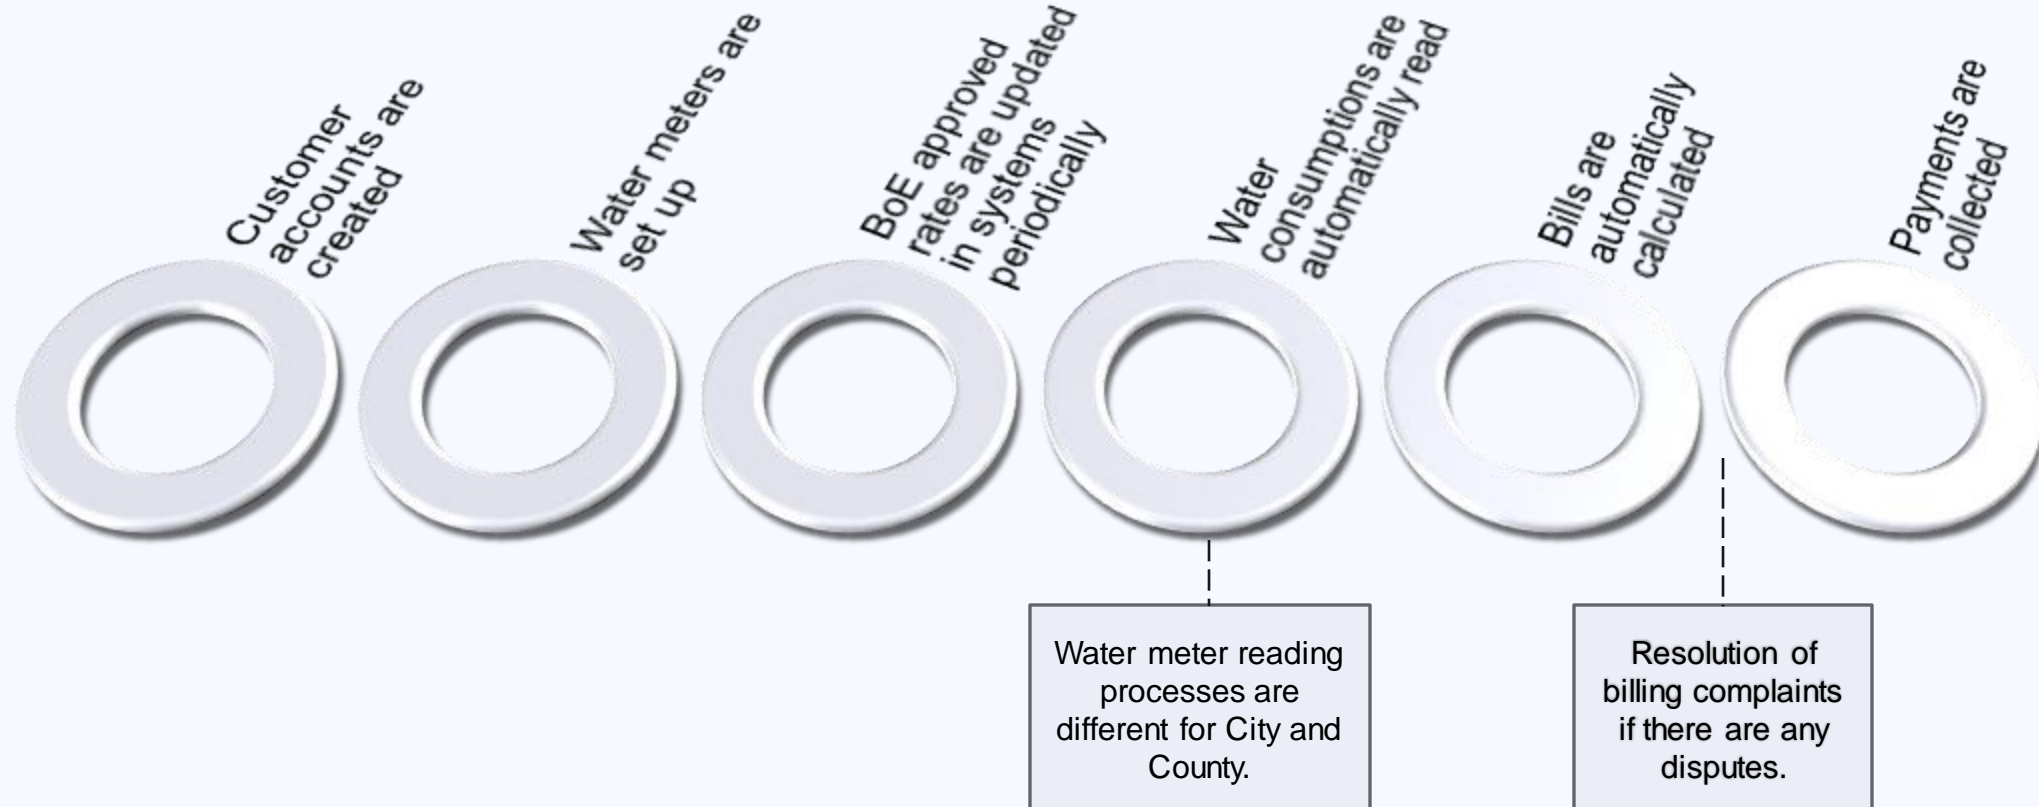 Customer
accounts are
created
Water meters are
set up
BoE approved
rates are updated
in systems
periodically
Water
consumptions are
automatically read
Bills are
automatically
calculated
Payments are
collected
Water meter reading
processes are
different for City and
County.
Resolution of
billing complaints
if there are any
disputes.